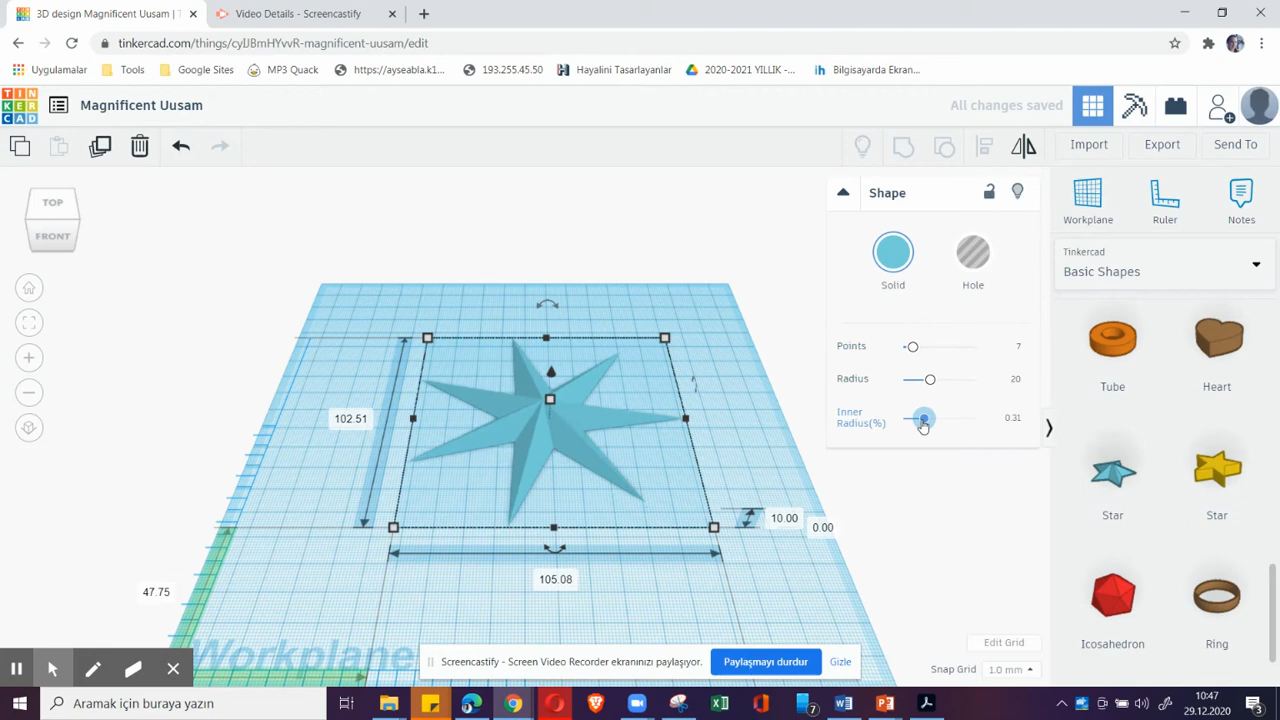 3D design Magnificent Uusam | T
Video Details - Screencastify
tinkercad.com/things/cyIJBmHYvvR-magnificent-uusam/edit
Uygulamalar
Tools
Google Sites
MP3 Quack
https://ayseabla.k1...
193.255.45.50
Hayalini Tasarlayanlar
2020-2021 YILLIK -...
Bilgisayarda Ekran...
TIN
KER
CAD
Magnificent Uusam
All changes saved
Import
Export
Send To
TOP
FRONT
Shape
Solid
Hole
Points
7
Radius
20
Inner
Radius(%)
0.31
Workplane
Ruler
Notes
Tinkercad
Basic Shapes
Tube
Heart
Star
Star
Icosahedron
Ring
102.51
10.00
0.00
105.08
47.75
Workplane
Edit Grid
Snap Grid
1.0 mm
Screencastify - Screen Video Recorder ekranınızı paylaşıyor.
Paylaşmayı durdur
Gizle
Aramak için buraya yazın
7
10:47
29.12.2020
3